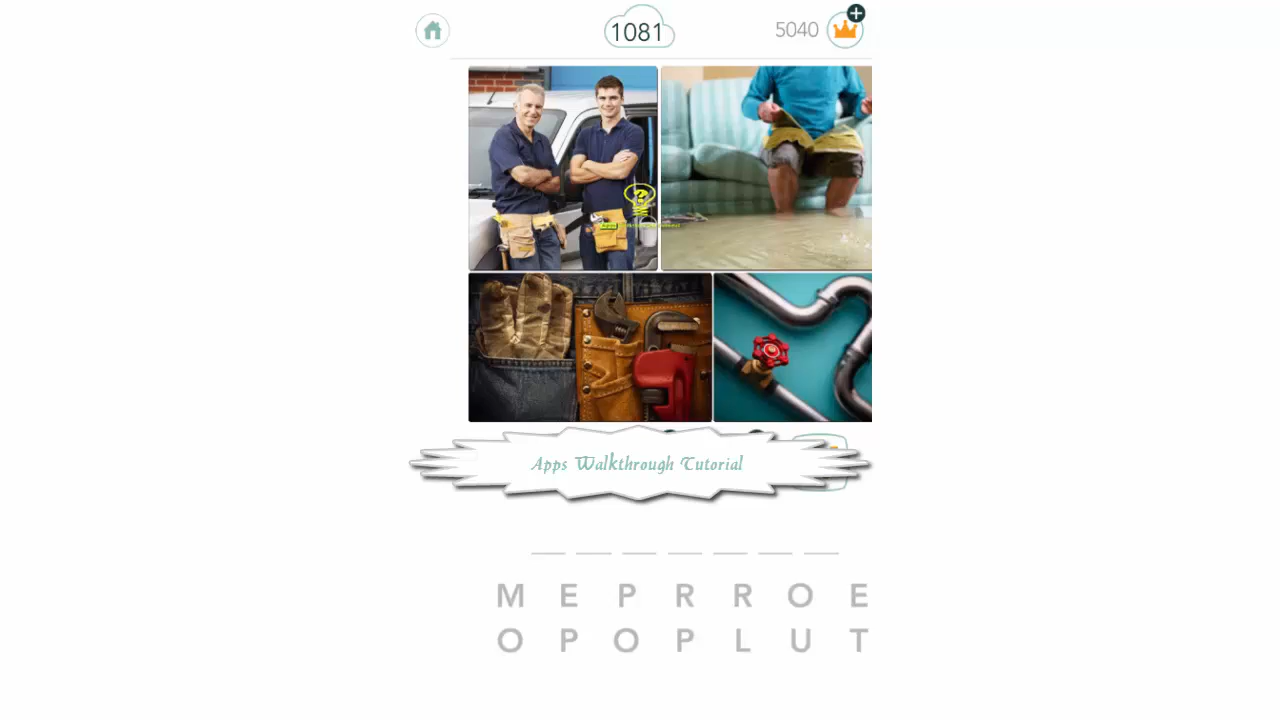 1081
5040
?
Apps Walkthrough Tutorial
M E P R R O E
O P O P L U T